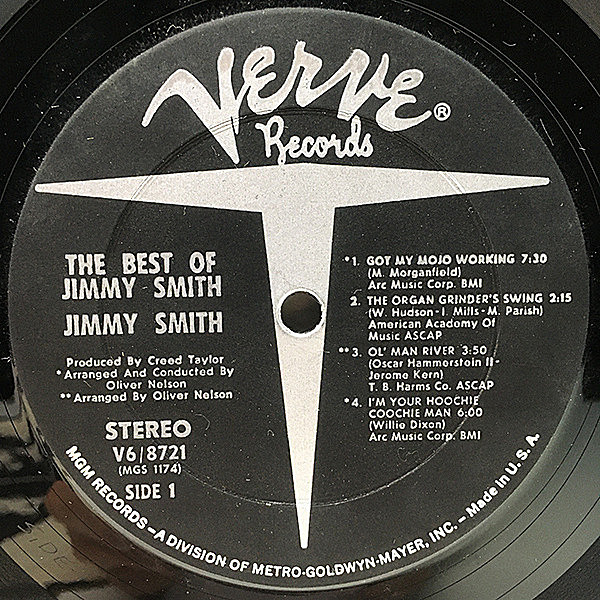 Verve®
Records
THE BEST OF
JIMMY SMITH
JIMMY SMITH
Produced By Creed Taylor
*Arranged And Conducted By
Oliver Nelson
**Arranged By Oliver Nelson
STEREO
V6/8721
(MGS 1174)
SIDE 1
*1. GOT MY MOJO WORKING 7:30
(M. Morganfield)
Arc Music Corp. BMI
2. THE ORGAN GRINDER'S SWING 2:15
(W. Hudson-I. Mills-M. Parish)
American Academy Of
Music ASCAP
**3. OL' MAN RIVER 3:50
(Oscar Hammerstein II-
Jerome Kern)
T. B. Harms Co. ASCAP
*4. I'M YOUR HOOCHIE
COOCHIE MAN 6:00
(Willie Dixon)
Arc Music Corp. BMI
MGM RECORDS—A DIVISION OF METRO-GOLDWYN-MAYER, INC.—Made in U. S. A.
SIDE